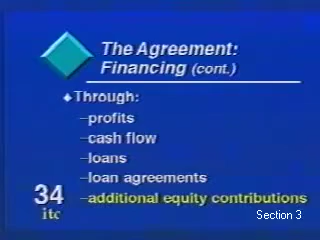 The Agreement:
Financing (cont.)
Through:
–profits
–cash flow
–loans
–loan agreements
–additional equity contributions
34
itc
Section 3